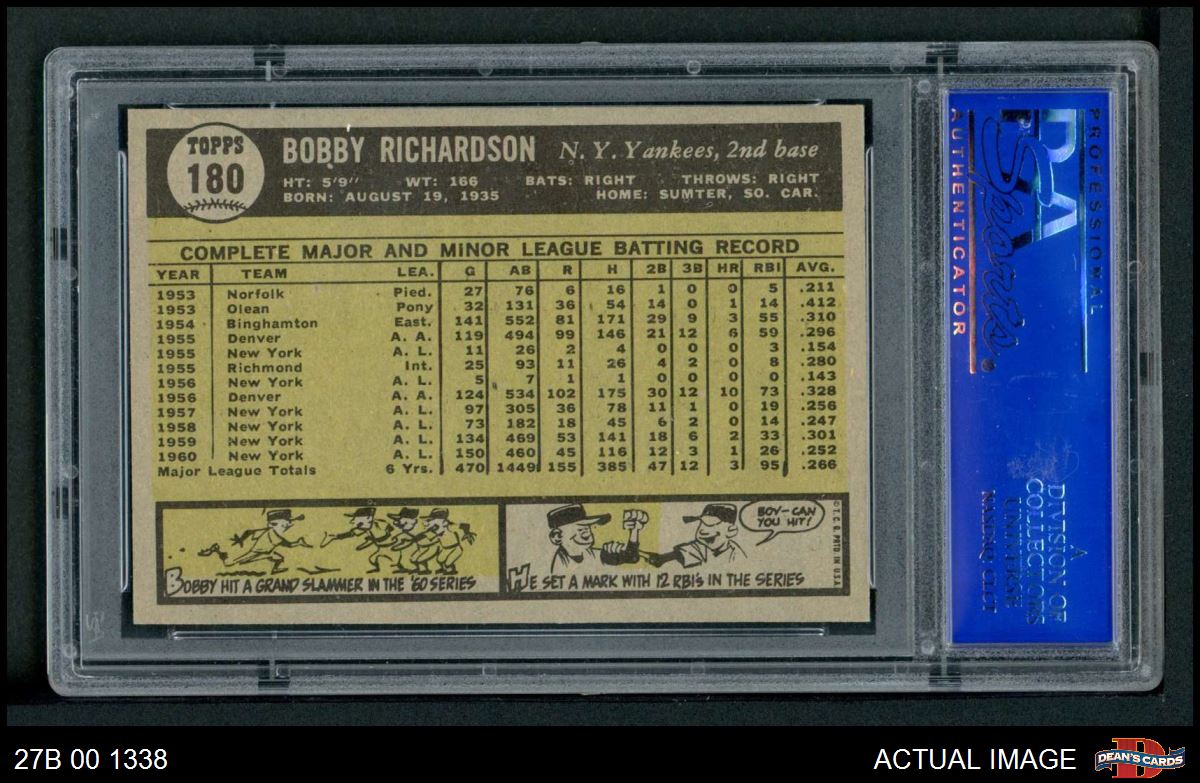 TOPPS
180
BOBBY RICHARDSON N. Y. Yankees, 2nd base
HT: 5'9'' WT: 166 BATS: RIGHT THROWS: RIGHT
BORN: AUGUST 19, 1935 HOME: SUMTER, SO. CAR.
COMPLETE MAJOR AND MINOR LEAGUE BATTING RECORD
YEAR TEAM LEA. G AB R H 2B 3B HR RBI AVG.
1953 Norfolk Pied. 27 76 6 16 1 0 0 5 .211
1953 Olean Pony 32 131 36 54 14 0 1 14 .412
1954 Binghamton East. 141 552 81 171 29 9 3 55 .310
1955 Denver A. A. 119 494 99 146 21 12 6 59 .296
1955 New York A. L. 11 26 2 4 0 0 0 3 .154
1955 Richmond Int. 25 93 11 26 4 2 0 8 .280
1956 New York A. L. 5 7 1 1 0 0 0 0 .143
1956 Denver A. A. 124 534 102 175 30 12 10 73 .328
1957 New York A. L. 97 305 36 78 11 1 0 19 .256
1958 New York A. L. 73 182 18 45 6 2 0 14 .247
1959 New York A. L. 134 469 53 141 18 6 2 33 .301
1960 New York A. L. 150 460 45 116 12 3 1 26 .252
Major League Totals 6 Yrs. 470 1449 155 385 47 12 3 95 .266
BOBBY HIT A GRAND SLAMMER IN THE '60 SERIES
BOY-CAN
YOU HIT!
HE SET A MARK WITH 12 RBI's IN THE SERIES
© T.C.G. PRTD IN U.S.A.
PROFESSIONAL
PSA
Sports
AUTHENTICATOR
A
DIVISION OF
COLLECTORS
UNIVERSE
NASDAQ: CLCT
27B 00 1338
ACTUAL IMAGE
DEAN'S CARDS